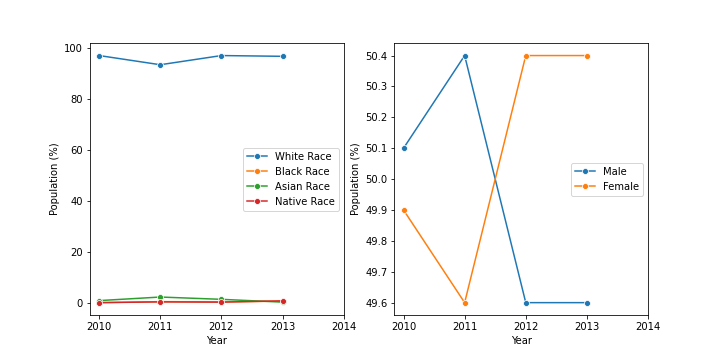 100
80
60
40
20
0
Population (%)
2010 2011 2012 2013 2014
Year
White Race
Black Race
Asian Race
Native Race
50.4
50.3
50.2
50.1
50.0
49.9
49.8
49.7
49.6
Population (%)
2010 2011 2012 2013 2014
Year
Male
Female